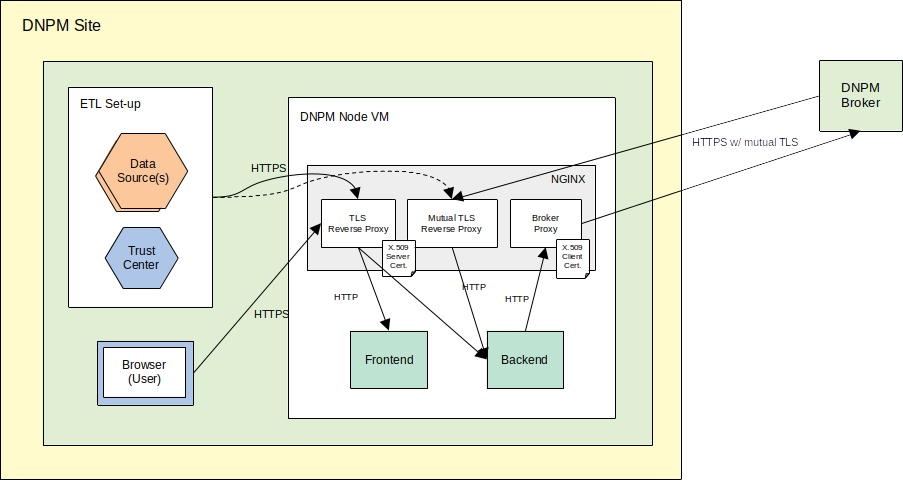 DNPM Site
ETL Set-up
Data
Source(s)
Trust
Center
Browser
(User)
HTTPS
HTTPS
DNPM Node VM
NGINX
TLS
Reverse Proxy
Mutual TLS
Reverse Proxy
Broker
Proxy
X.509
Server
Cert.
X.509
Client
Cert.
HTTP
HTTP
HTTP
Frontend
Backend
DNPM
Broker
HTTPS w/ mutual TLS